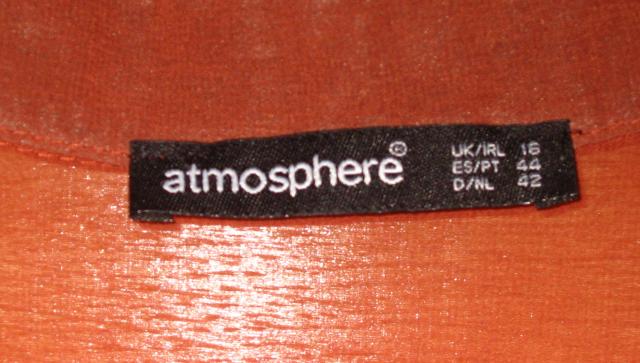 atmosphere®
UK/IRL 16
ES/PT 44
D/NL 42